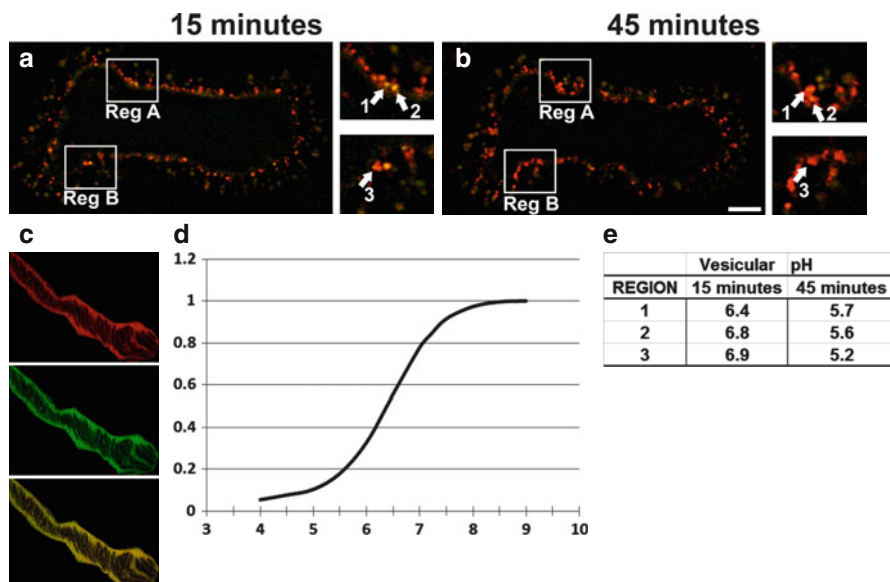 15 minutes 45 minutes
a
Reg A
Reg B
1 2
3
b
Reg A
Reg B
1 2
3
c
d
1.2
1
0.8
0.6
0.4
0.2
0
3 4 5 6 7 8 9 10
e
Vesicular pH
REGION 15 minutes 45 minutes
1 6.4 5.7
2 6.8 5.6
3 6.9 5.2